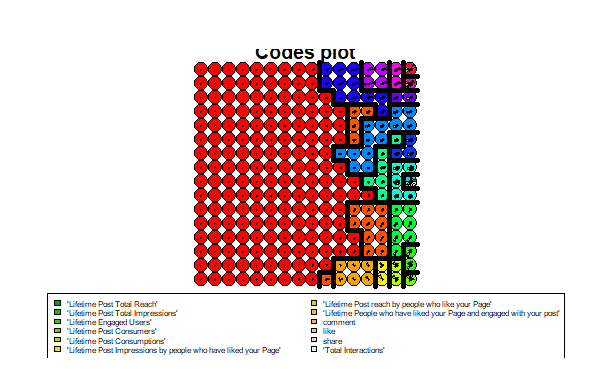 Codes plot
'Lifetime Post Total Reach'
'Lifetime Post Total Impressions'
'Lifetime Engaged Users'
'Lifetime Post Consumers'
'Lifetime Post Consumptions'
'Lifetime Post Impressions by people who have liked your Page'
'Lifetime Post reach by people who like your Page'
'Lifetime People who have liked your Page and engaged with your post'
comment
like
share
'Total Interactions'